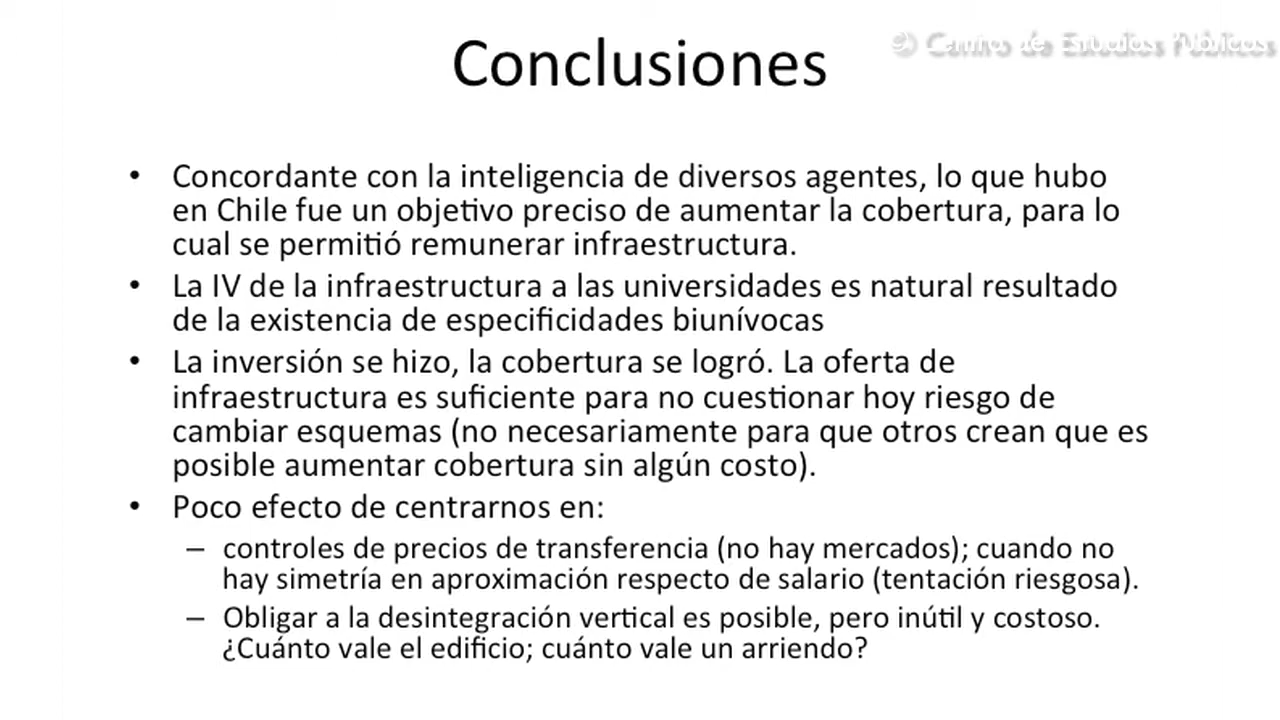 © Centro de Estudios Públicos
Conclusiones
• Concordante con la inteligencia de diversos agentes, lo que hubo
en Chile fue un objetivo preciso de aumentar la cobertura, para lo
cual se permitió remunerar infraestructura.
• La IV de la infraestructura a las universidades es natural resultado
de la existencia de especificidades biunívocas
• La inversión se hizo, la cobertura se logró. La oferta de
infraestructura es suficiente para no cuestionar hoy riesgo de
cambiar esquemas (no necesariamente para que otros crean que es
posible aumentar cobertura sin algún costo).
• Poco efecto de centrarnos en:
– controles de precios de transferencia (no hay mercados); cuando no
hay simetría en aproximación respecto de salario (tentación riesgosa).
– Obligar a la desintegración vertical es posible, pero inútil y costoso.
¿Cuánto vale el edificio; cuánto vale un arriendo?